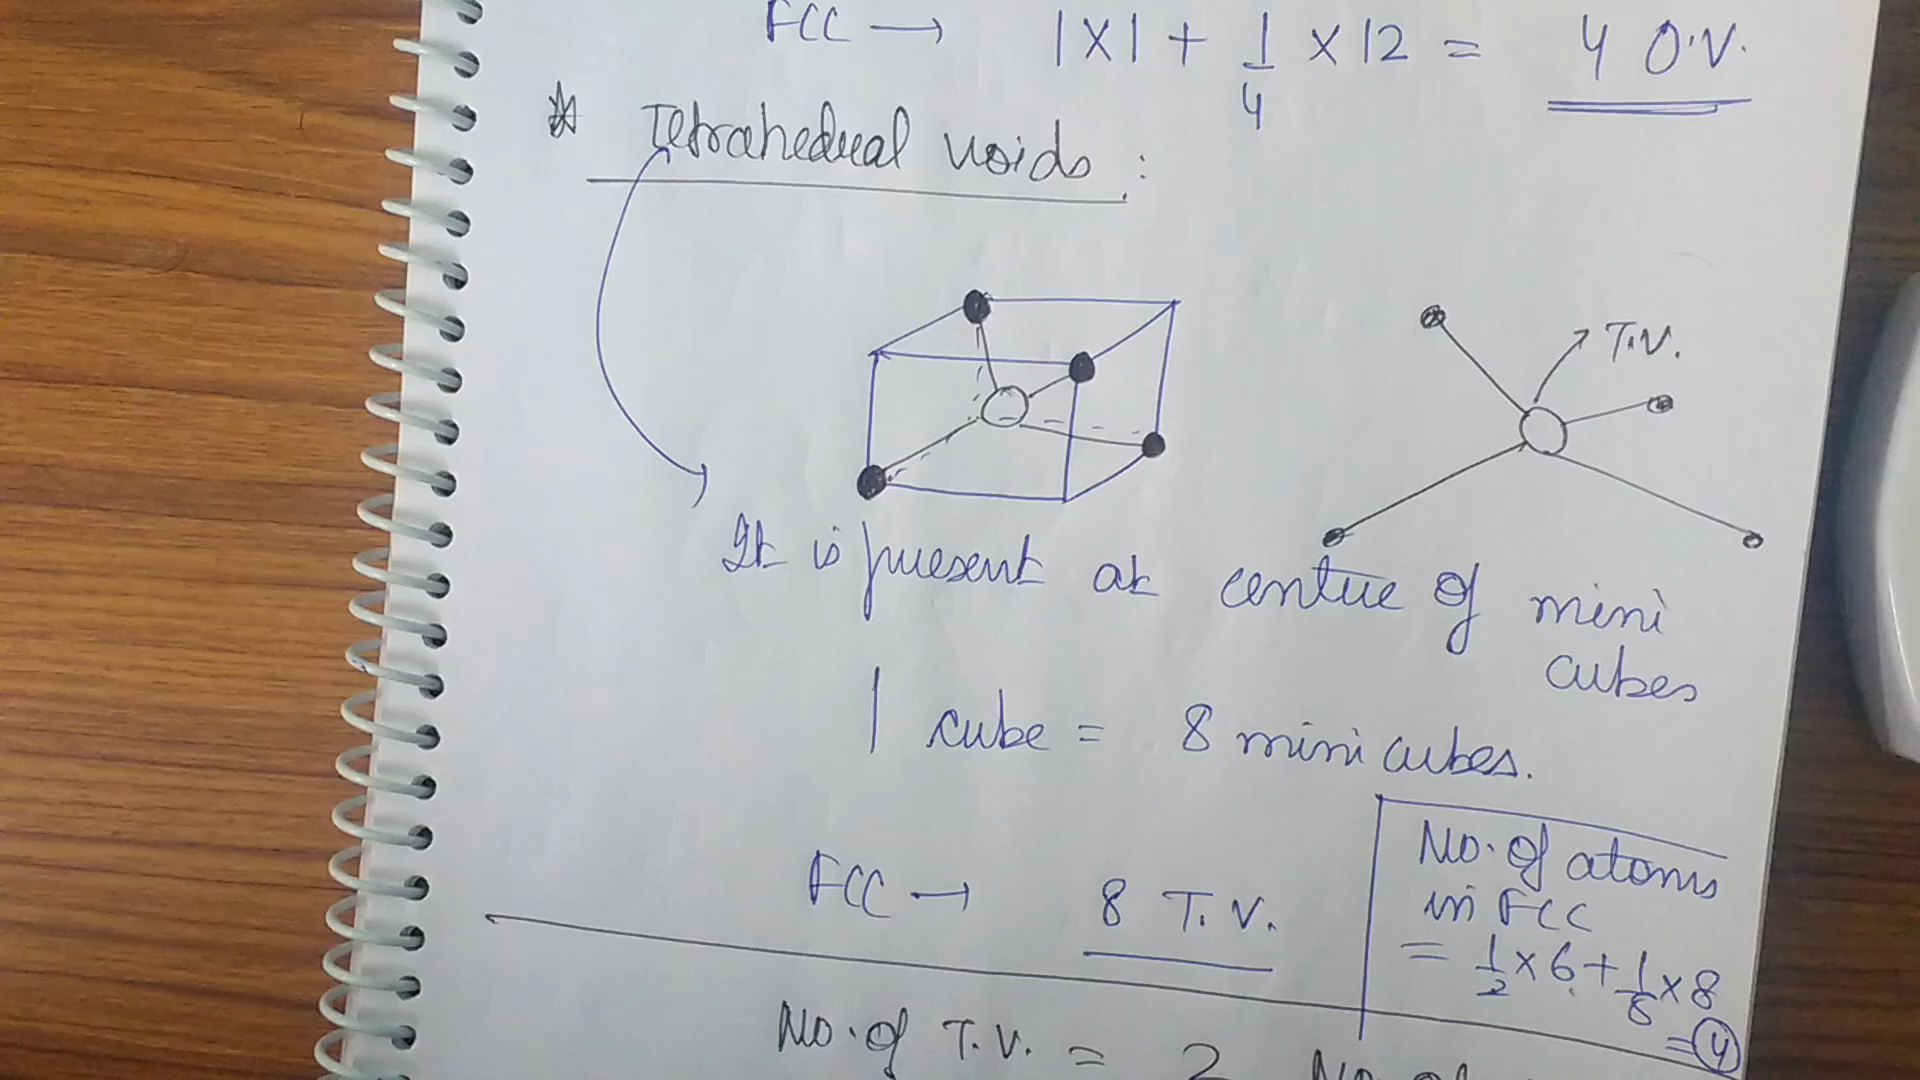 FCC → 1 X 1 + 1/4 X 12 = 4 O.V.
Tetrahedral voids :
T.V.
It is present at centre of mini
cubes
1 cube = 8 mini cubes.
FCC → 8 T.V.
No. of atoms
in FCC
= 1/2 x 6 + 1/8 x 8
= 4
No. of T.V. = 2 No. of